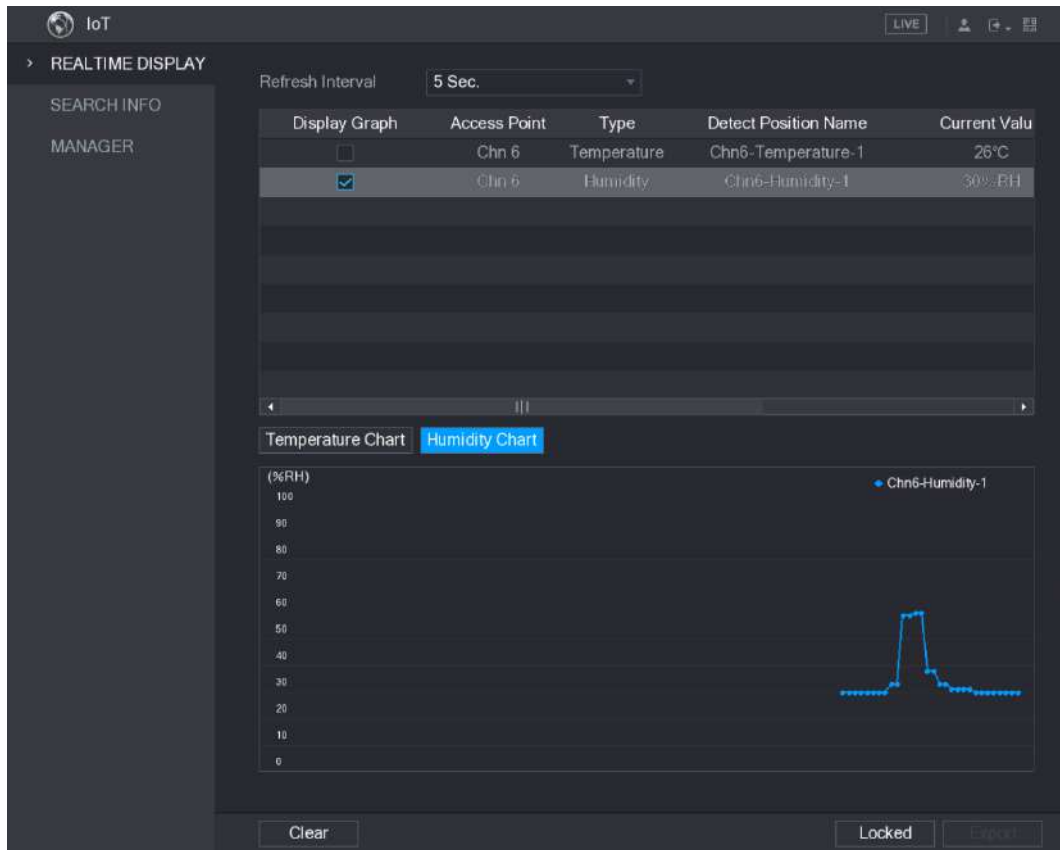 IoT
LIVE
REALTIME DISPLAY
SEARCH INFO
MANAGER
Refresh Interval 5 Sec.
Display Graph Access Point Type Detect Position Name Current Valu
Chn 6 Temperature Chn6-Temperature-1 26°C
Chn 6 Humidity Chn6-Humidity-1 30%RH
Temperature Chart Humidity Chart
(%RH)
Chn6-Humidity-1
100
90
80
70
60
50
40
30
20
10
0
Clear Locked Export